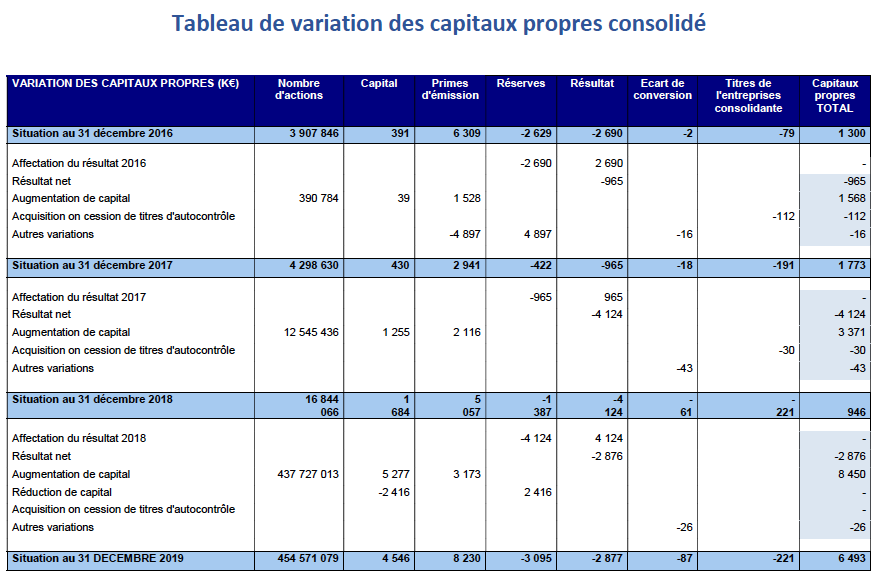 Tableau de variation des capitaux propres consolidé
VARIATION DES CAPITAUX PROPRES (K€) Nombre d'actions Capital Primes d'émission Réserves Résultat Ecart de conversion Titres de l'entreprises consolidante Capitaux propres TOTAL
Situation au 31 décembre 2016 3 907 846 391 6 309 -2 629 -2 690 -2 -79 1 300
Affectation du résultat 2016 -2 690 2 690 -
Résultat net -965 -965
Augmentation de capital 390 784 39 1 528 1 568
Acquisition on cession de titres d'autocontrôle -112 -112
Autres variations -4 897 4 897 -16 -16
Situation au 31 décembre 2017 4 298 630 430 2 941 -422 -965 -18 -191 1 773
Affectation du résultat 2017 -965 965 -
Résultat net -4 124 -4 124
Augmentation de capital 12 545 436 1 255 2 116 3 371
Acquisition on cession de titres d'autocontrôle -30 -30
Autres variations -43 -43
Situation au 31 décembre 2018 16 844 1 5 -1 -4 - -
066 684 057 387 124 61 221 946
Affectation du résultat 2018 -4 124 4 124 -
Résultat net -2 876 -2 876
Augmentation de capital 437 727 013 5 277 3 173 8 450
Réduction de capital -2 416 2 416 -
Acquisition on cession de titres d'autocontrôle -
Autres variations -26 -26
Situation au 31 DECEMBRE 2019 454 571 079 4 546 8 230 -3 095 -2 877 -87 -221 6 493